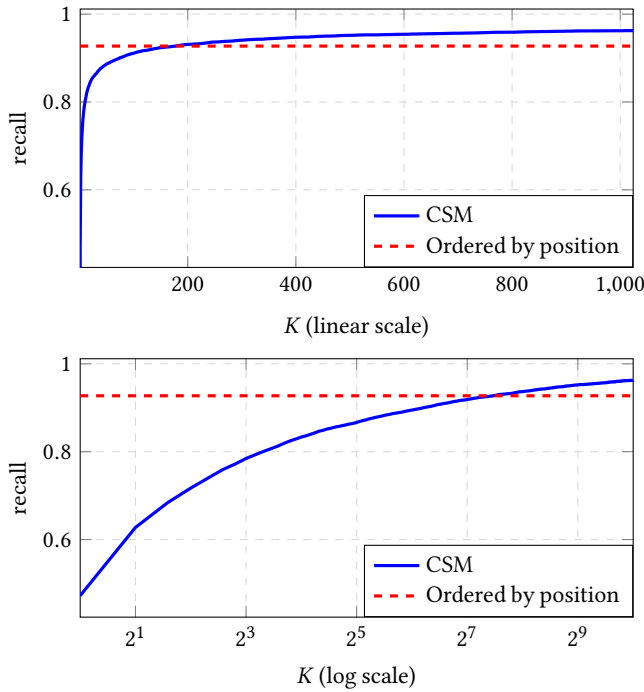 1
0.8
0.6
recall
CSM
Ordered by position
200 400 600 800 1,000
K (linear scale)
1
0.8
0.6
recall
CSM
Ordered by position
2^1 2^3 2^5 2^7 2^9
K (log scale)